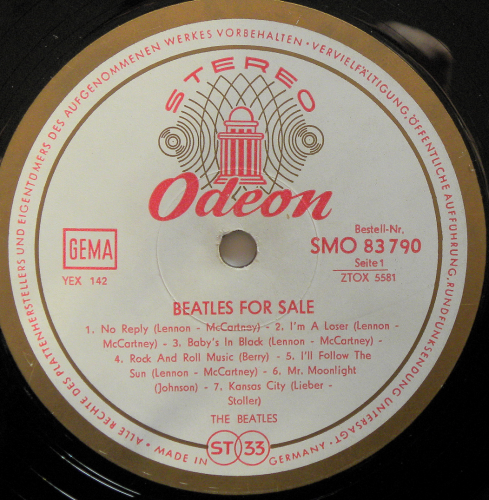 ALLE RECHTE DES PLATTENHERSTELLERS UND EIGENTÜMERS DES AUFGENOMMENEN WERKES VORBEHALTEN · VERVIELFÄLTIGUNG, ÖFFENTLICHE AUFFÜHRUNG, RUNDFUNKSENDUNG UNTERSAGT ·
STEREO
Odeon
GEMA
YEX 142
Bestell-Nr.
SMO 83 790
Seite 1
ZTOX 5581
BEATLES FOR SALE
1. No Reply (Lennon - McCartney) - 2. I'm A Loser (Lennon -
McCartney) - 3. Baby's In Black (Lennon - McCartney) -
4. Rock And Roll Music (Berry) - 5. I'll Follow The
Sun (Lennon - McCartney) - 6. Mr. Moonlight
(Johnson) - 7. Kansas City (Lieber -
Stoller)
THE BEATLES
MADE IN ST 33 GERMANY